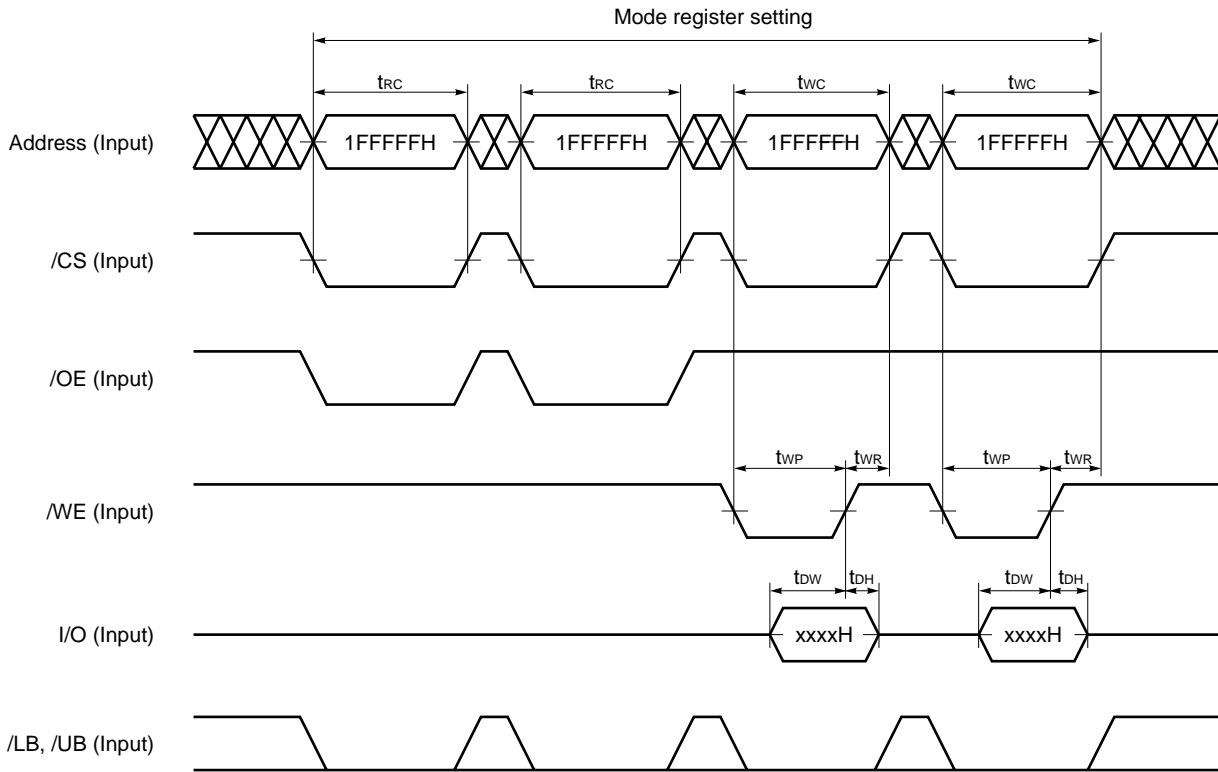 Mode register setting
tRC tRC tWC tWC
Address (Input) 1FFFFFH 1FFFFFH 1FFFFFH 1FFFFFH
/CS (Input)
/OE (Input)
tWP tWR tWP tWR
/WE (Input)
tDW tDH tDW tDH
I/O (Input) xxxxH xxxxH
/LB, /UB (Input)